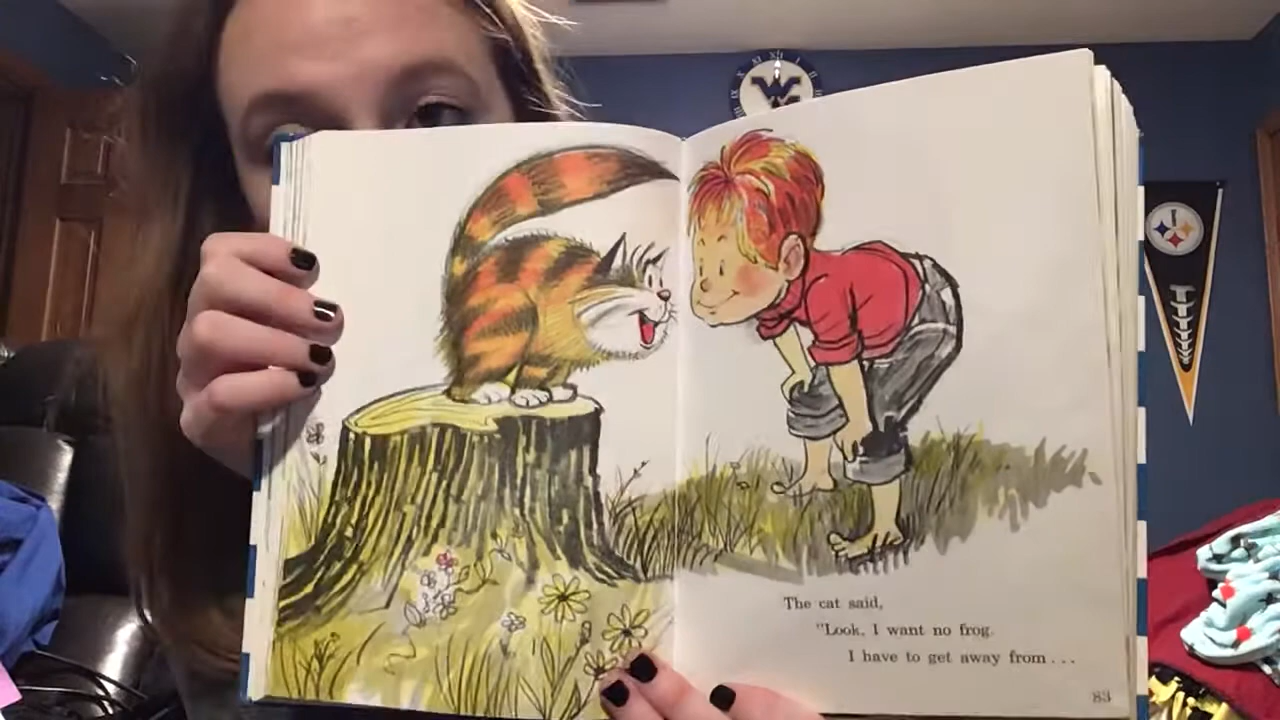 The cat said,
"Look, I want no frog.
I have to get away from . . .
83